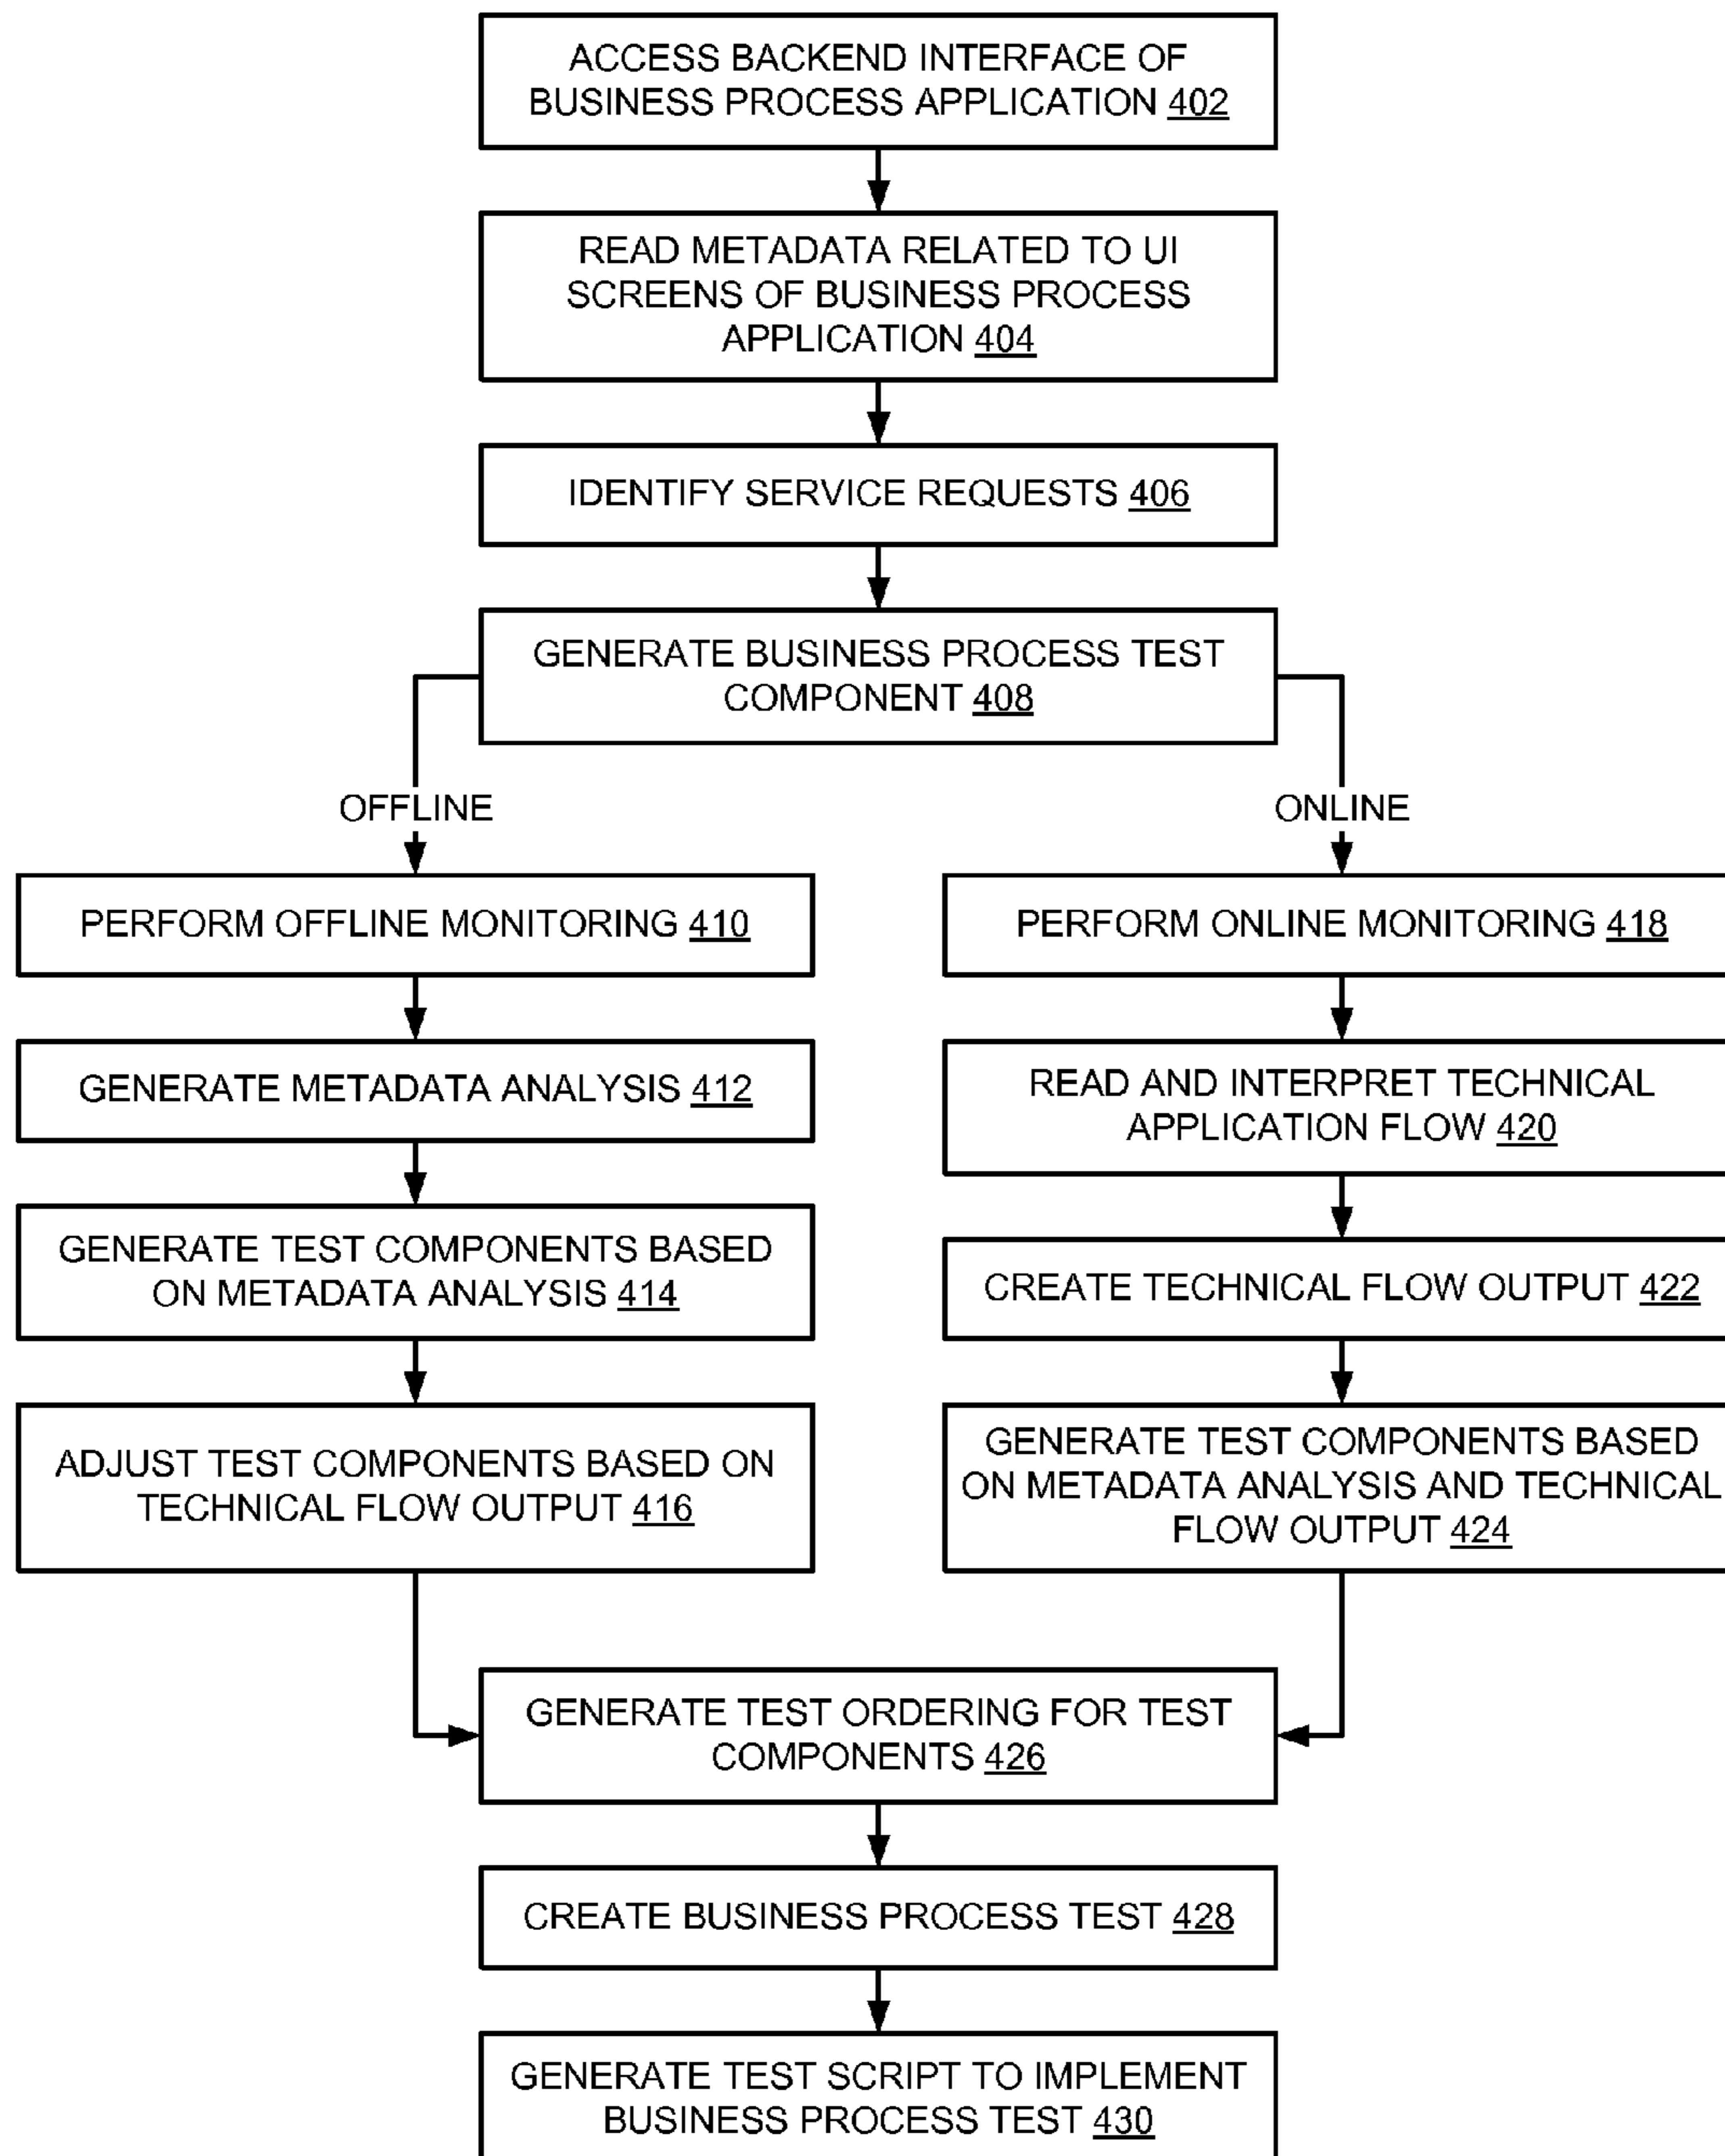 ACCESS BACKEND INTERFACE OF
BUSINESS PROCESS APPLICATION 402
READ METADATA RELATED TO UI
SCREENS OF BUSINESS PROCESS
APPLICATION 404
IDENTIFY SERVICE REQUESTS 406
GENERATE BUSINESS PROCESS TEST
COMPONENT 408
OFFLINE
PERFORM OFFLINE MONITORING 410
GENERATE METADATA ANALYSIS 412
GENERATE TEST COMPONENTS BASED
ON METADATA ANALYSIS 414
ADJUST TEST COMPONENTS BASED ON
TECHNICAL FLOW OUTPUT 416
ONLINE
PERFORM ONLINE MONITORING 418
READ AND INTERPRET TECHNICAL
APPLICATION FLOW 420
CREATE TECHNICAL FLOW OUTPUT 422
GENERATE TEST COMPONENTS BASED
ON METADATA ANALYSIS AND TECHNICAL
FLOW OUTPUT 424
GENERATE TEST ORDERING FOR TEST
COMPONENTS 426
CREATE BUSINESS PROCESS TEST 428
GENERATE TEST SCRIPT TO IMPLEMENT
BUSINESS PROCESS TEST 430